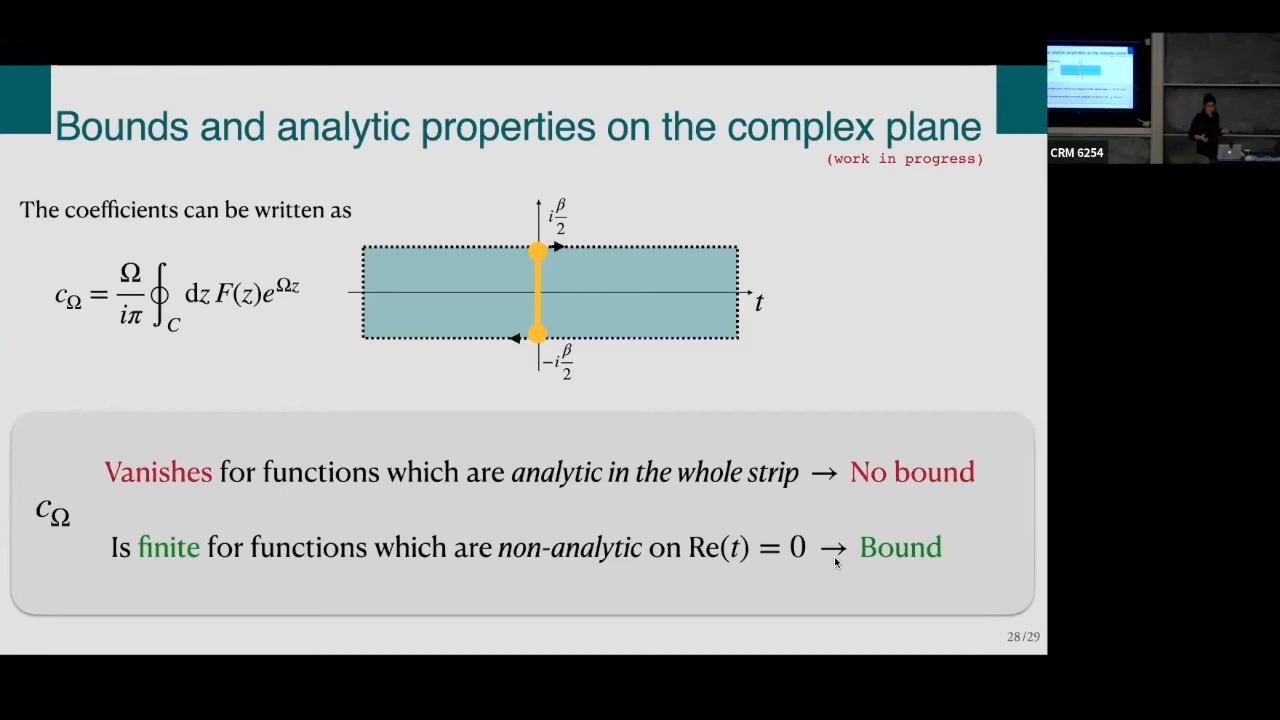 Bounds and analytic properties on the complex plane
(work in progress)
The coefficients can be written as
c_Ω = Ω/(iπ) ∮_C dz F(z)e^{Ωz}
i β/2
t
−i β/2
Vanishes for functions which are analytic in the whole strip → No bound
c_Ω
Is finite for functions which are non-analytic on Re(t) = 0 → Bound
28/29
CRM 6254